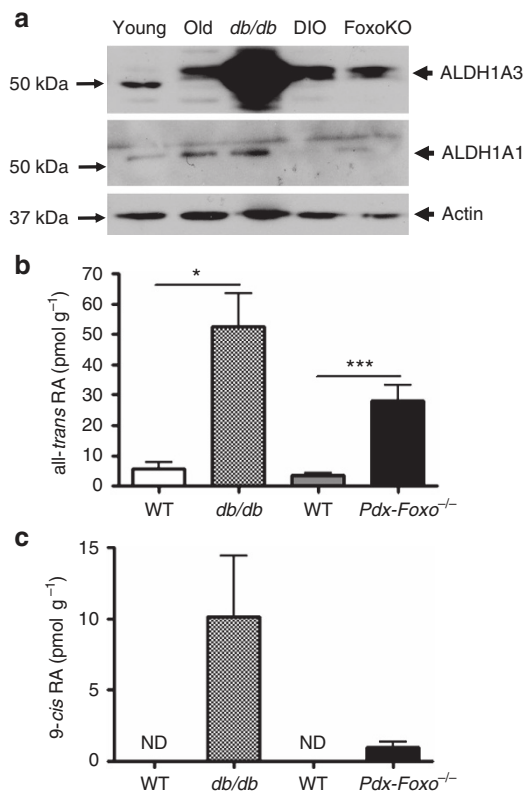 a
Young Old db/db DIO FoxoKO
50 kDa ALDH1A3
50 kDa ALDH1A1
37 kDa Actin
b
all-trans RA (pmol g⁻¹)
70
60
50
40
30
20
10
0
*
***
WT db/db WT Pdx-Foxo⁻/⁻
c
9-cis RA (pmol g⁻¹)
15
10
5
0
ND ND
WT db/db WT Pdx-Foxo⁻/⁻